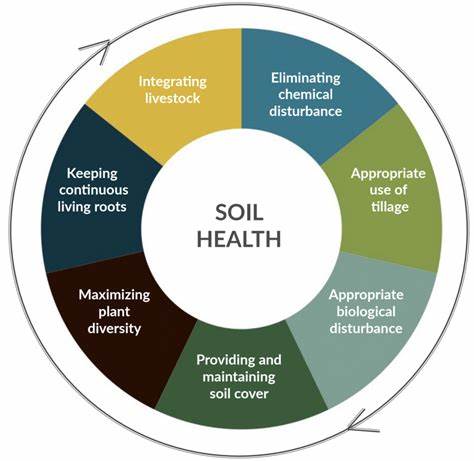 Integrating
livestock
Eliminating
chemical
disturbance
Keeping
continuous
living roots
Appropriate
use of
tillage
SOIL
HEALTH
Maximizing
plant
diversity
Appropriate
biological
disturbance
Providing and
maintaining
soil cover